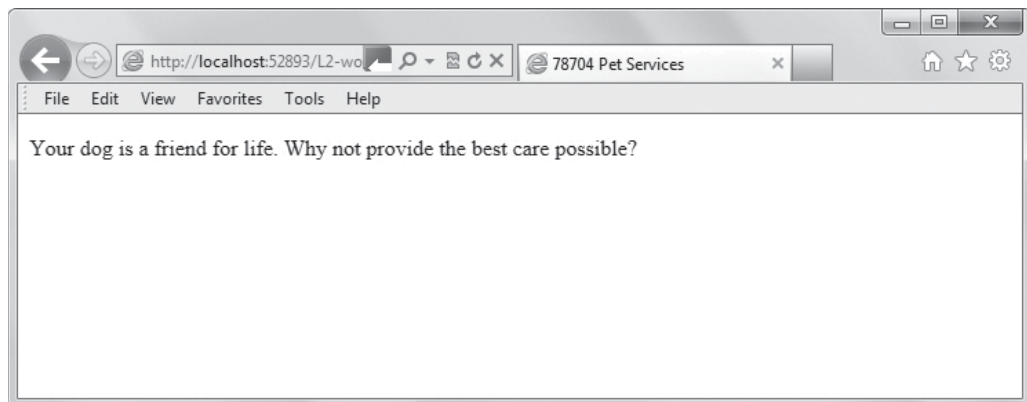 http://localhost:52893/L2-wo
78704 Pet Services
File Edit View Favorites Tools Help
Your dog is a friend for life. Why not provide the best care possible?